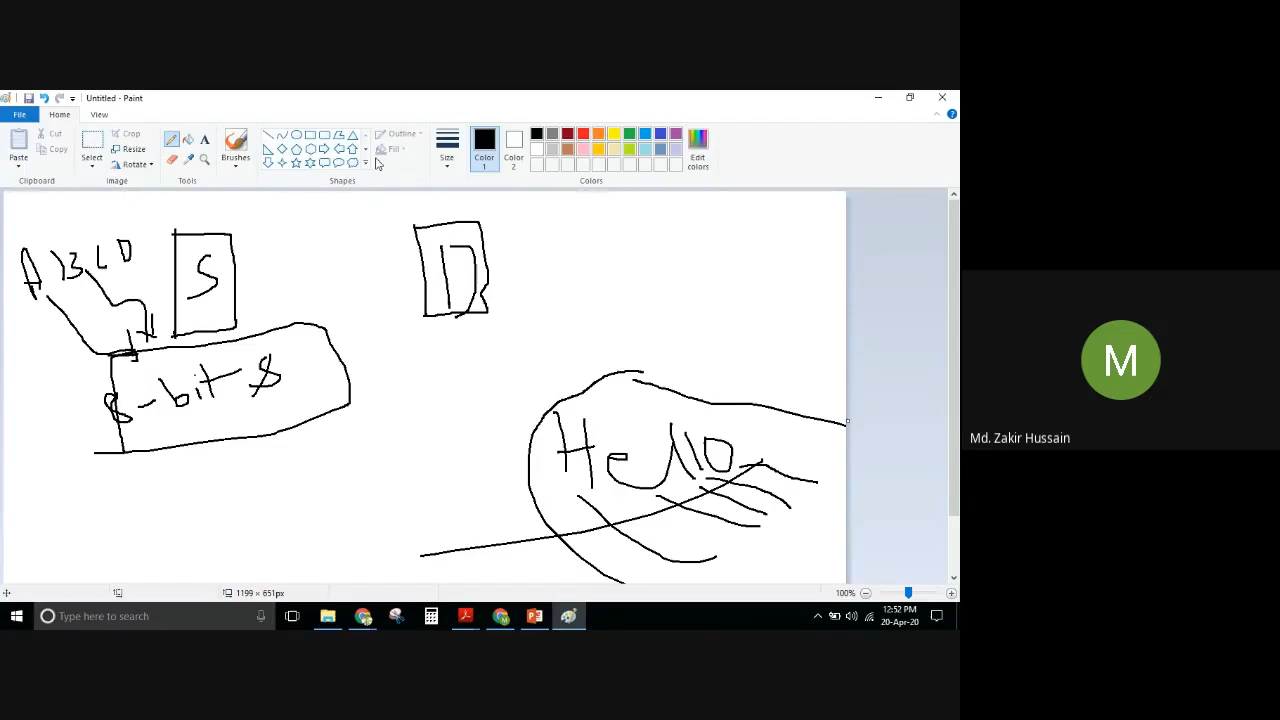 Untitled - Paint
File Home View
Paste
Cut
Copy
Clipboard
Select
Crop
Resize
Rotate
Image
Tools
Brushes
Shapes
Outline
Fill
Size
Color 1
Color 2
Edit colors
Colors
A B C D
S
D
8-bits
Hello
M
Md. Zakir Hussain
1199 × 651px
100%
Type here to search
12:52 PM
20-Apr-20